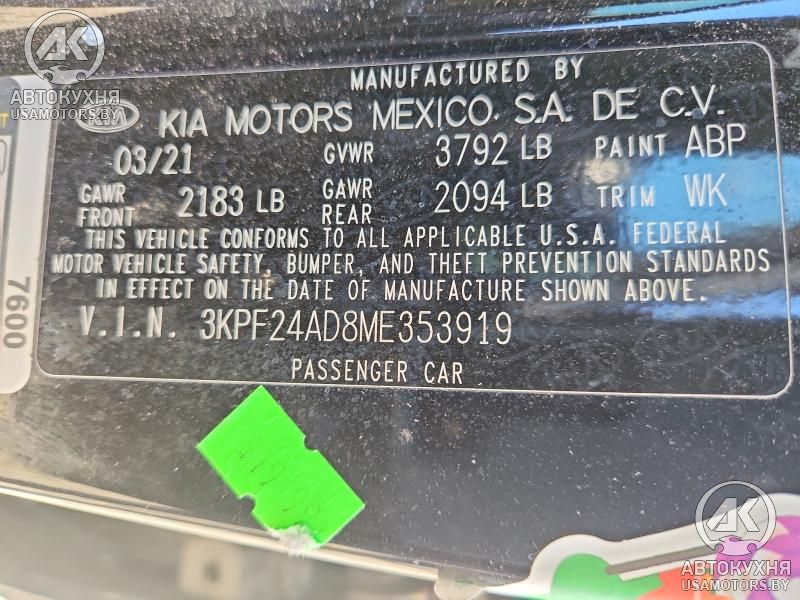 AK
АВТОКУХНЯ
USAMOTORS.BY
MANUFACTURED BY
KIA MOTORS MEXICO. S.A. DE C.V.
03/21 GVWR 3792 LB PAINT ABP
GAWR FRONT 2183 LB GAWR REAR 2094 LB TRIM WK
THIS VEHICLE CONFORMS TO ALL APPLICABLE U.S.A. FEDERAL
MOTOR VEHICLE SAFETY, BUMPER, AND THEFT PREVENTION STANDARDS
IN EFFECT ON THE DATE OF MANUFACTURE SHOWN ABOVE.
V.I.N. 3KPF24AD8ME353919
PASSENGER CAR
7600
AK
АВТОКУХНЯ
USAMOTORS.BY